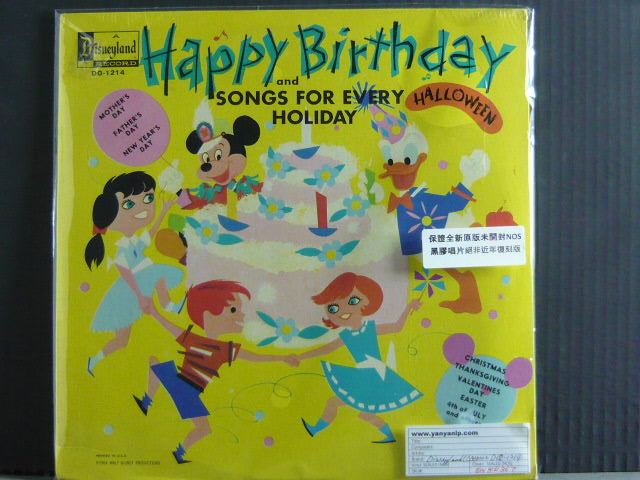 A
Disneyland
RECORD
DQ-1214
Happy Birthday
and
SONGS FOR EVERY
HOLIDAY
HALLOWEEN
MOTHER'S
DAY
FATHER'S
DAY
NEW YEAR'S
DAY
保證全新原版未開封NOS
黑膠唱片絕非近年復刻版
CHRISTMAS
THANKSGIVING
VALENTINES
DAY
EASTER
4th of JULY
and
www.yanyanlp.com